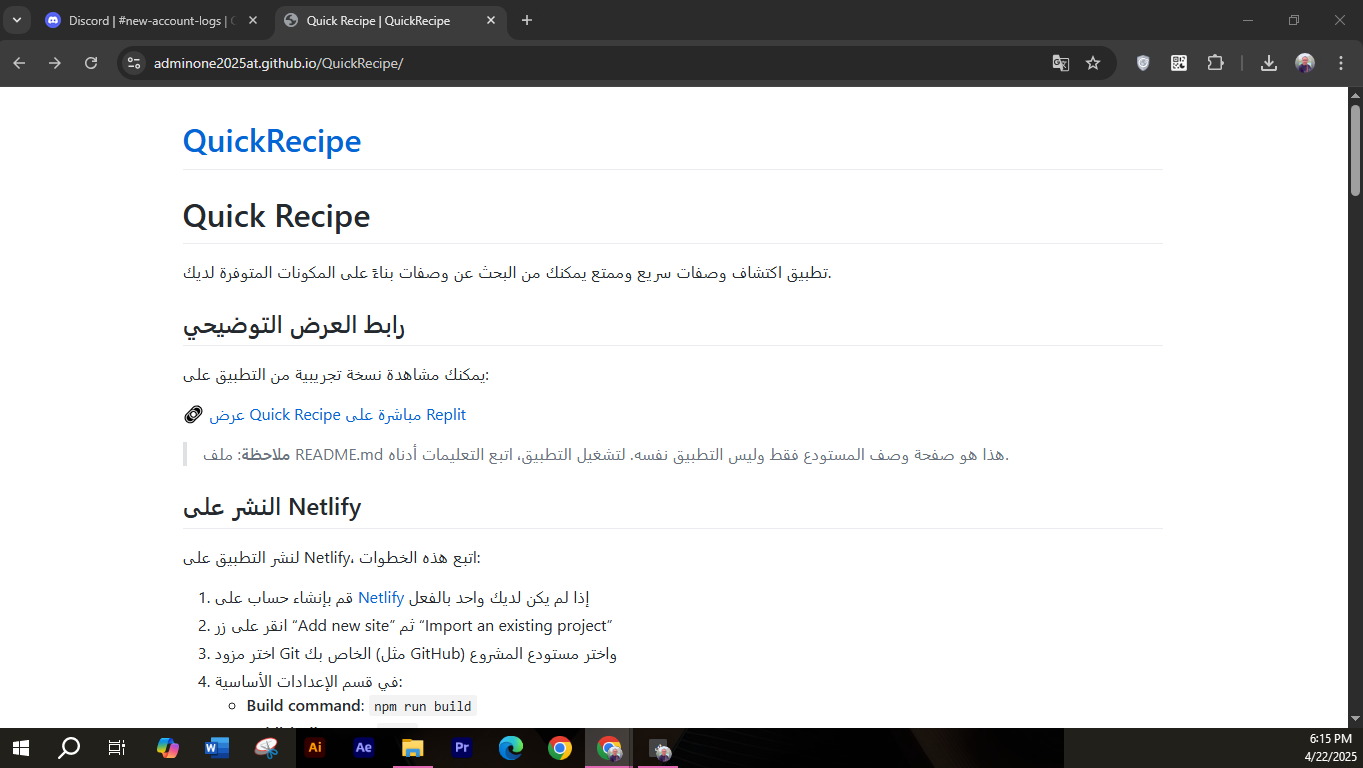 Discord | #new-account-logs |
Quick Recipe | QuickRecipe
adminone2025at.github.io/QuickRecipe/
QuickRecipe
Quick Recipe
تطبيق اكتشاف وصفات سريع وممتع يمكنك من البحث عن وصفات بناءً على المكونات المتوفرة لديك.
رابط العرض التوضيحي
يمكنك مشاهدة نسخة تجريبية من التطبيق على:
عرض Quick Recipe مباشرة على Replit
ملاحظة: ملف README.md هذا هو صفحة وصف المستودع فقط وليس التطبيق نفسه. لتشغيل التطبيق، اتبع التعليمات أدناه.
النشر على Netlify
لنشر التطبيق على Netlify، اتبع هذه الخطوات:
1. قم بإنشاء حساب على Netlify إذا لم يكن لديك واحد بالفعل
2. انقر على زر “Add new site” ثم “Import an existing project”
3. اختر مزود Git الخاص بك (مثل GitHub) واختر مستودع المشروع
4. في قسم الإعدادات الأساسية:
Build command: npm run build
6:15 PM
4/22/2025